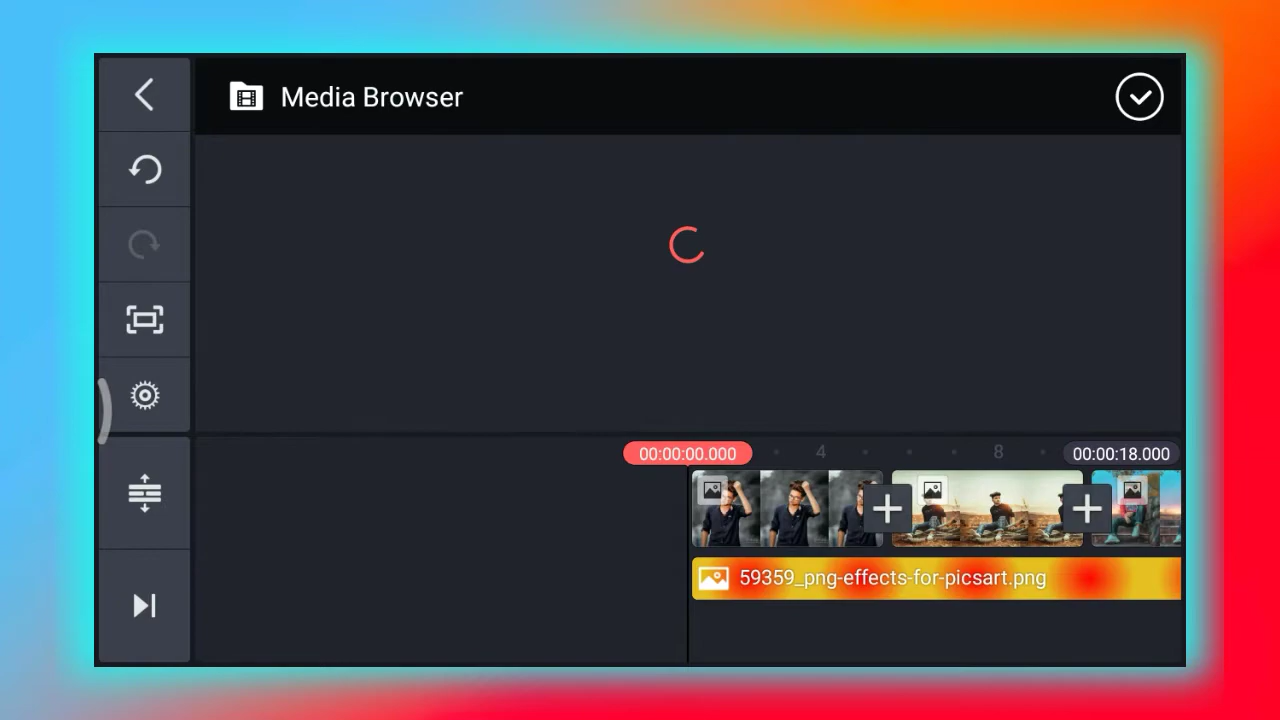 Media Browser
00:00:00.000
4
8
00:00:18.000
59359_png-effects-for-picsart.png